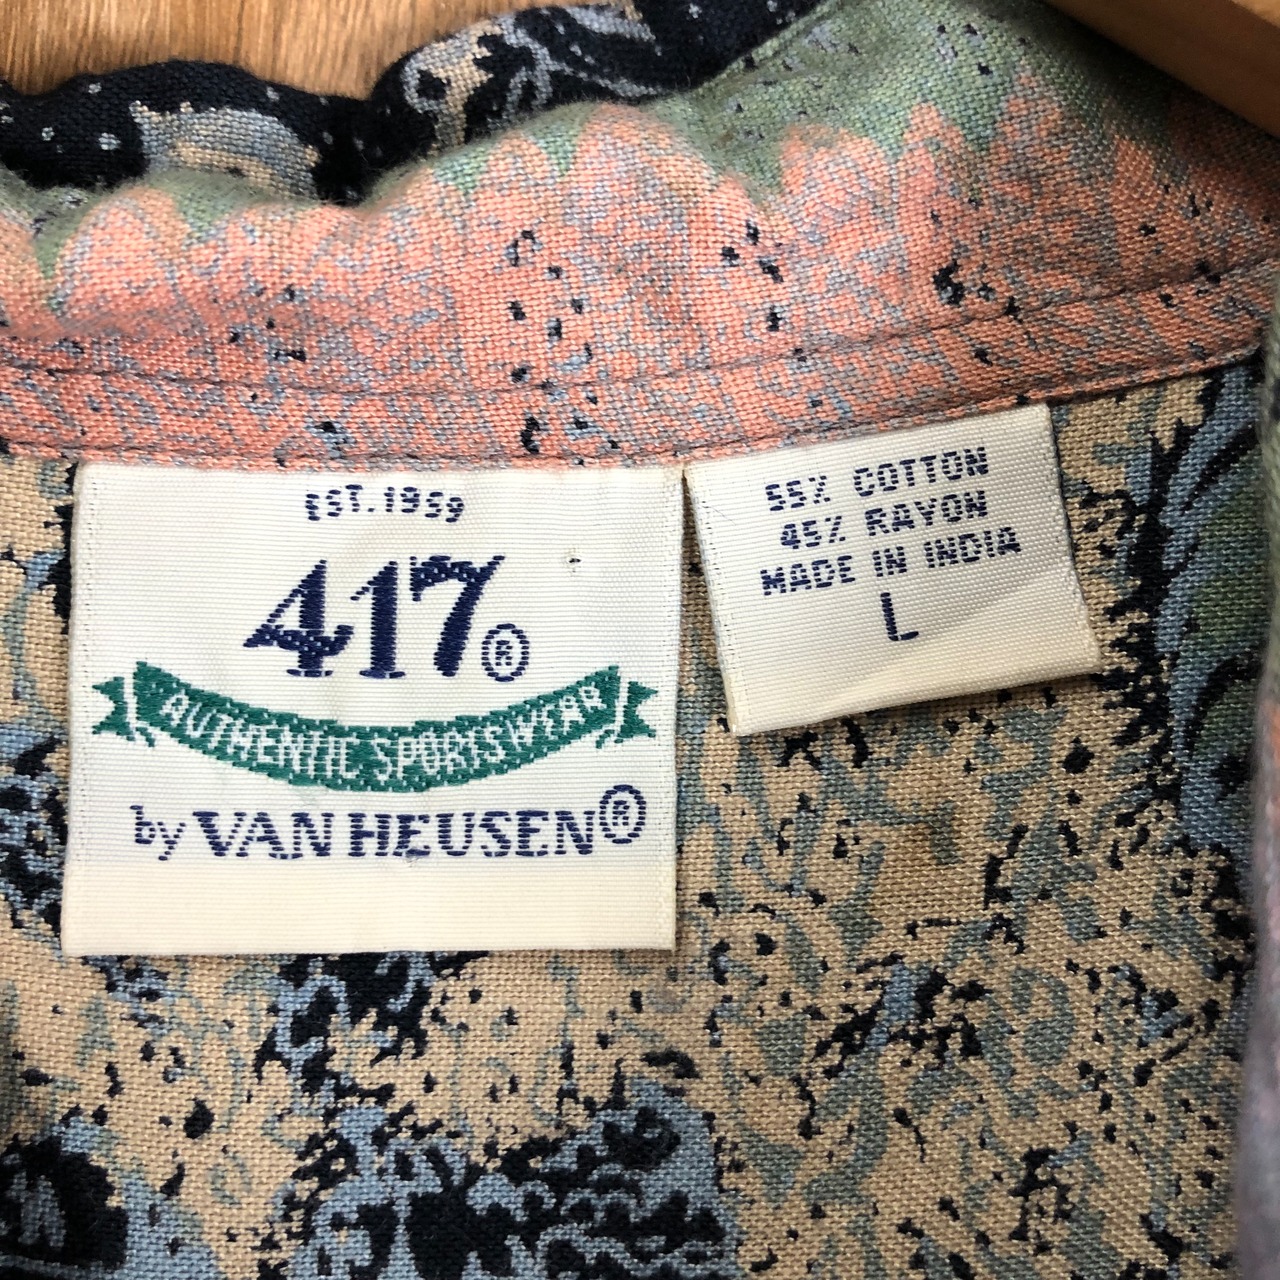 EST. 1959
417®
AUTHENTIC SPORTSWEAR
by VAN HEUSEN®
55% COTTON
45% RAYON
MADE IN INDIA
L